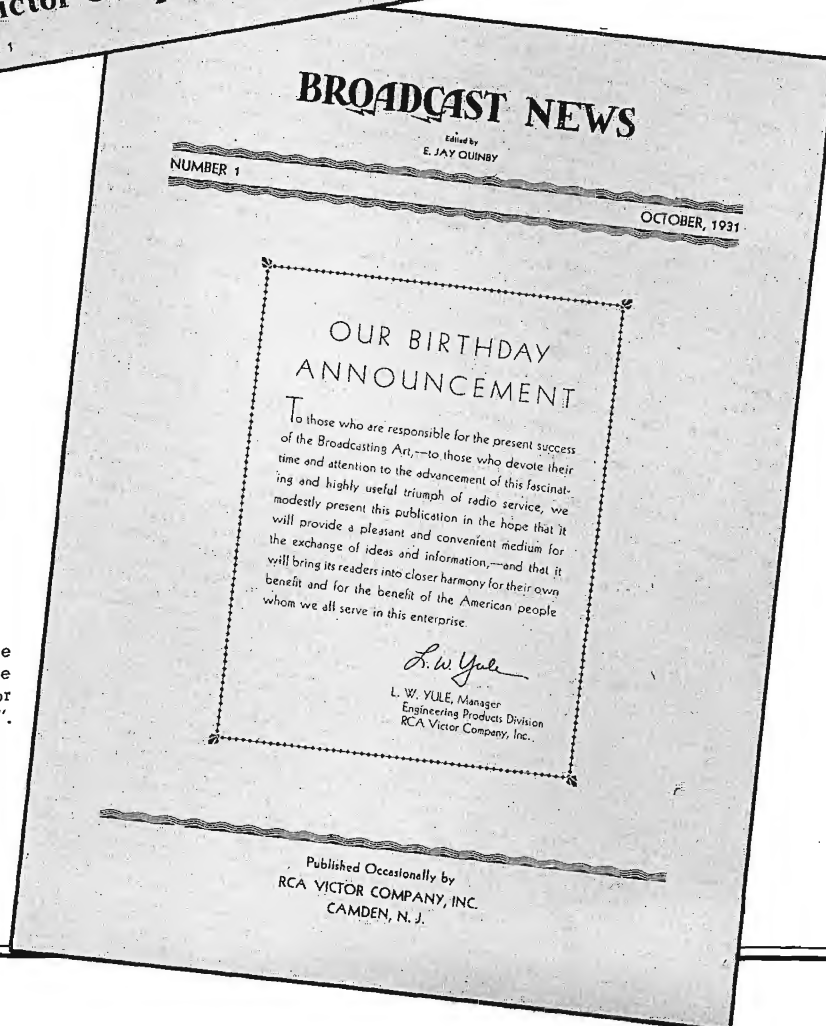 1
BROADCAST NEWS
Edited by
E. JAY QUINBY
NUMBER 1
OCTOBER, 1931
OUR BIRTHDAY
ANNOUNCEMENT
To those who are responsible for the present success
of the Broadcasting Art,—to those who devote their
time and attention to the advancement of this fascinat-
ing and highly useful triumph of radio service, we
modestly present this publication in the hope that it
will provide a pleasant and convenient medium for
the exchange of ideas and information,—and that it
will bring its readers into closer harmony for their own
benefit and for the benefit of the American people
whom we all serve in this enterprise.
L. W. Yule
L. W. YULE, Manager
Engineering Products Division
RCA Victor Company, Inc.
Published Occasionally by
RCA VICTOR COMPANY, INC.
CAMDEN, N. J.